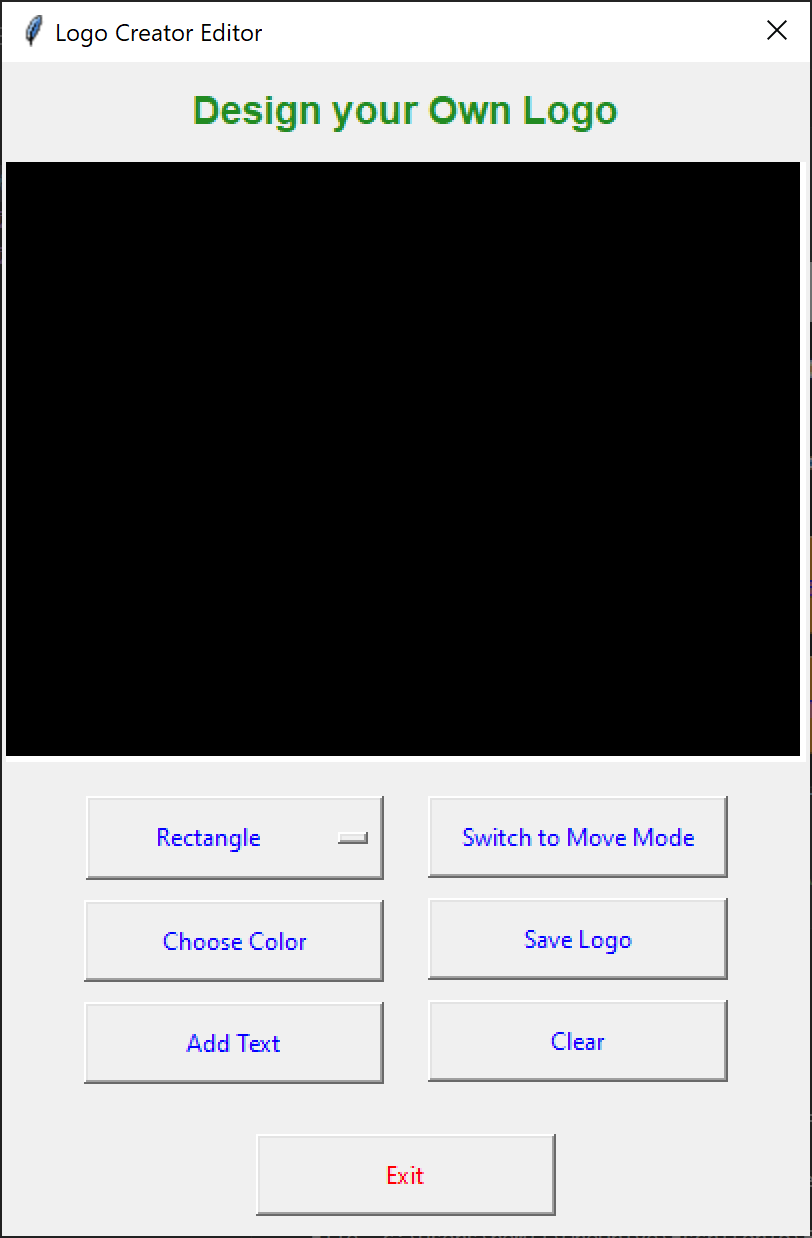 Logo Creator Editor
Design your Own Logo
Rectangle
Switch to Move Mode
Choose Color
Save Logo
Add Text
Clear
Exit